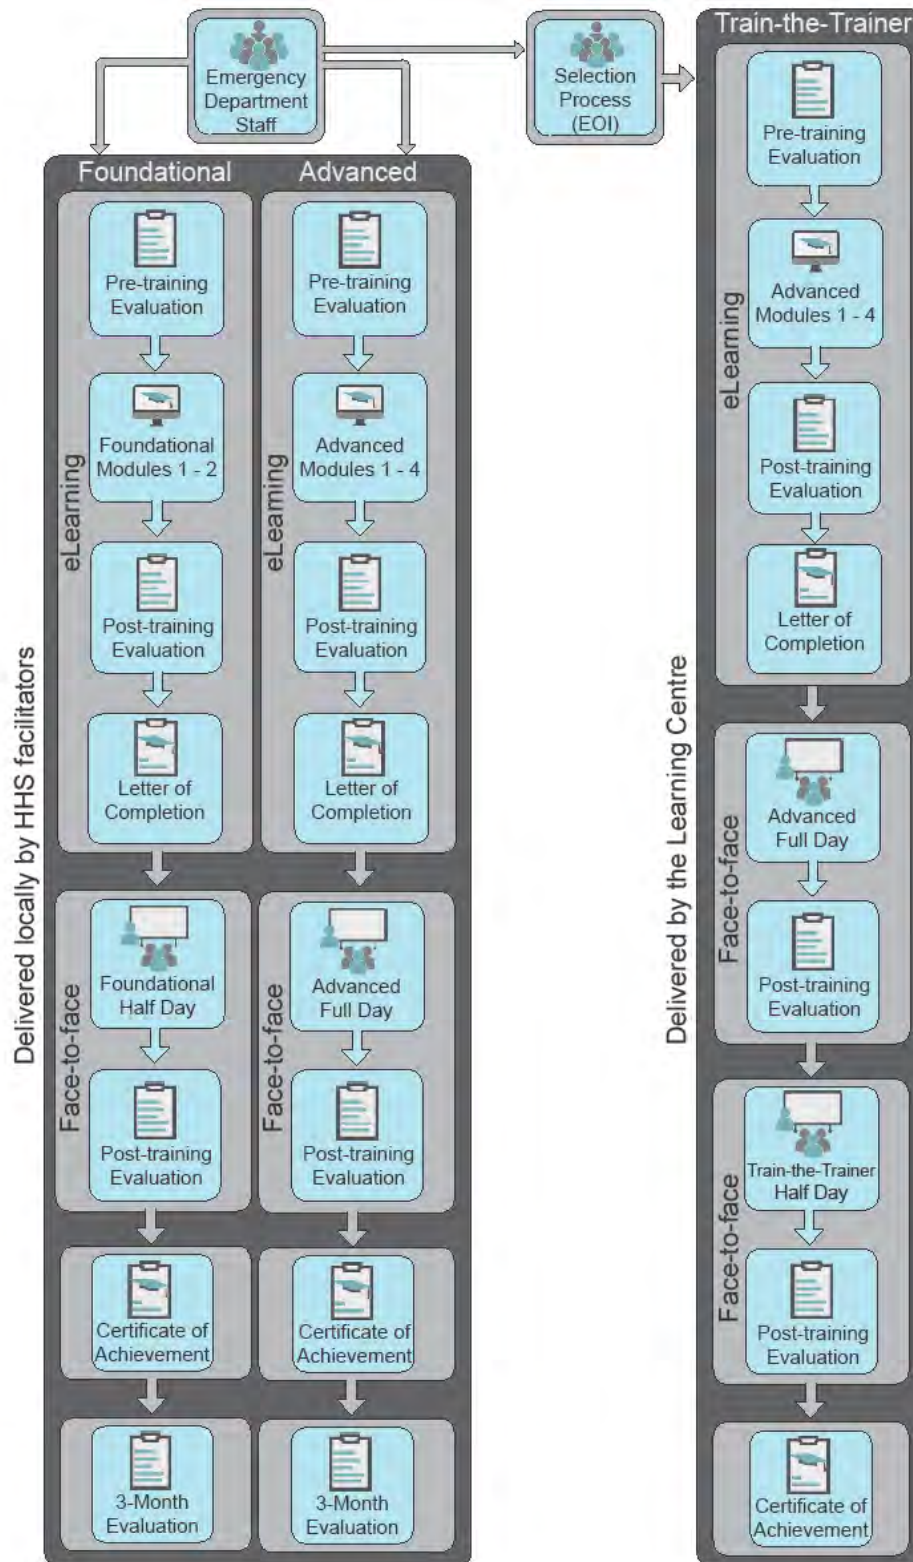 Emergency
Department
Staff
Selection
Process
(EOI)
Delivered locally by HHS facilitators
Foundational
eLearning
Pre-training
Evaluation
Foundational
Modules 1 - 2
Post-training
Evaluation
Letter of
Completion
Face-to-face
Foundational
Half Day
Post-training
Evaluation
Certificate of
Achievement
3-Month
Evaluation
Advanced
eLearning
Pre-training
Evaluation
Advanced
Modules 1 - 4
Post-training
Evaluation
Letter of
Completion
Face-to-face
Advanced
Full Day
Post-training
Evaluation
Certificate of
Achievement
3-Month
Evaluation
Delivered by the Learning Centre
Train-the-Trainer
eLearning
Pre-training
Evaluation
Advanced
Modules 1 - 4
Post-training
Evaluation
Letter of
Completion
Face-to-face
Advanced
Full Day
Post-training
Evaluation
Face-to-face
Train-the-Trainer
Half Day
Post-training
Evaluation
Certificate of
Achievement